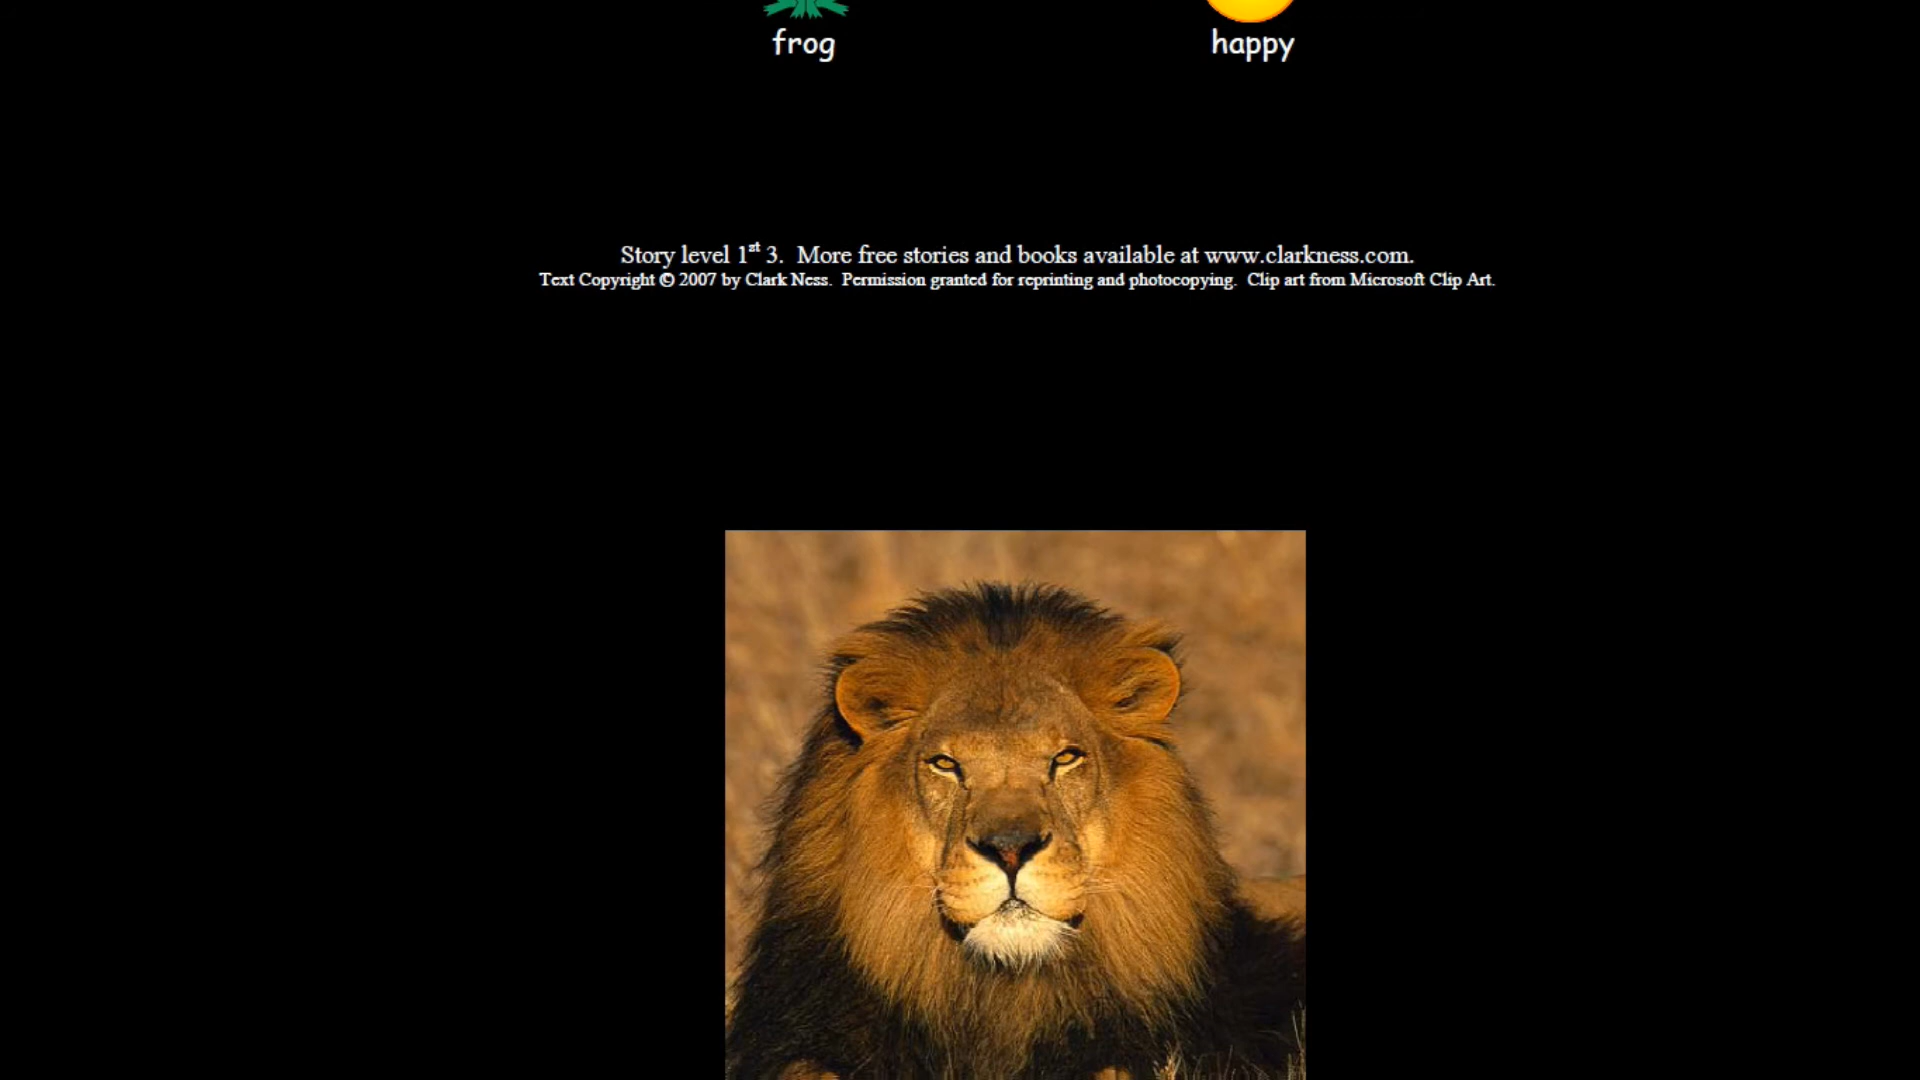 frog happy
Story level 1st 3.  More free stories and books available at www.clarkness.com.
Text Copyright © 2007 by Clark Ness.  Permission granted for reprinting and photocopying.  Clip art from Microsoft Clip Art.